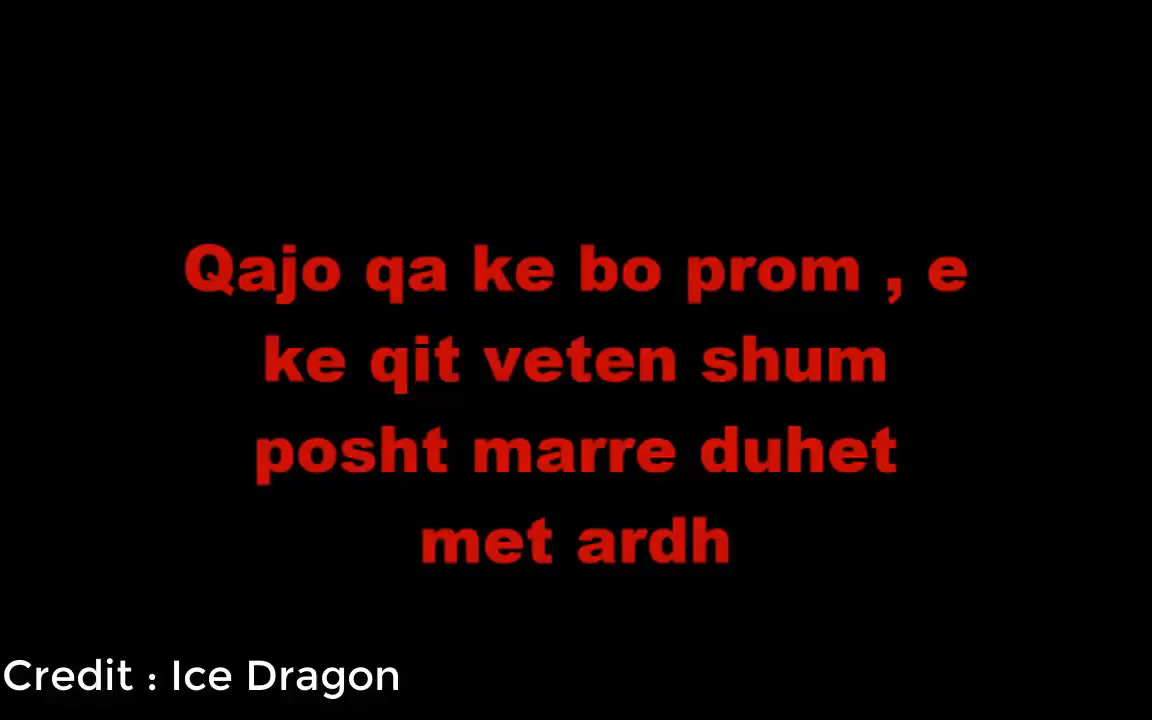 Qajo qa ke bo prom , e
ke qit veten shum
posht marre duhet
met ardh
Credit : Ice Dragon